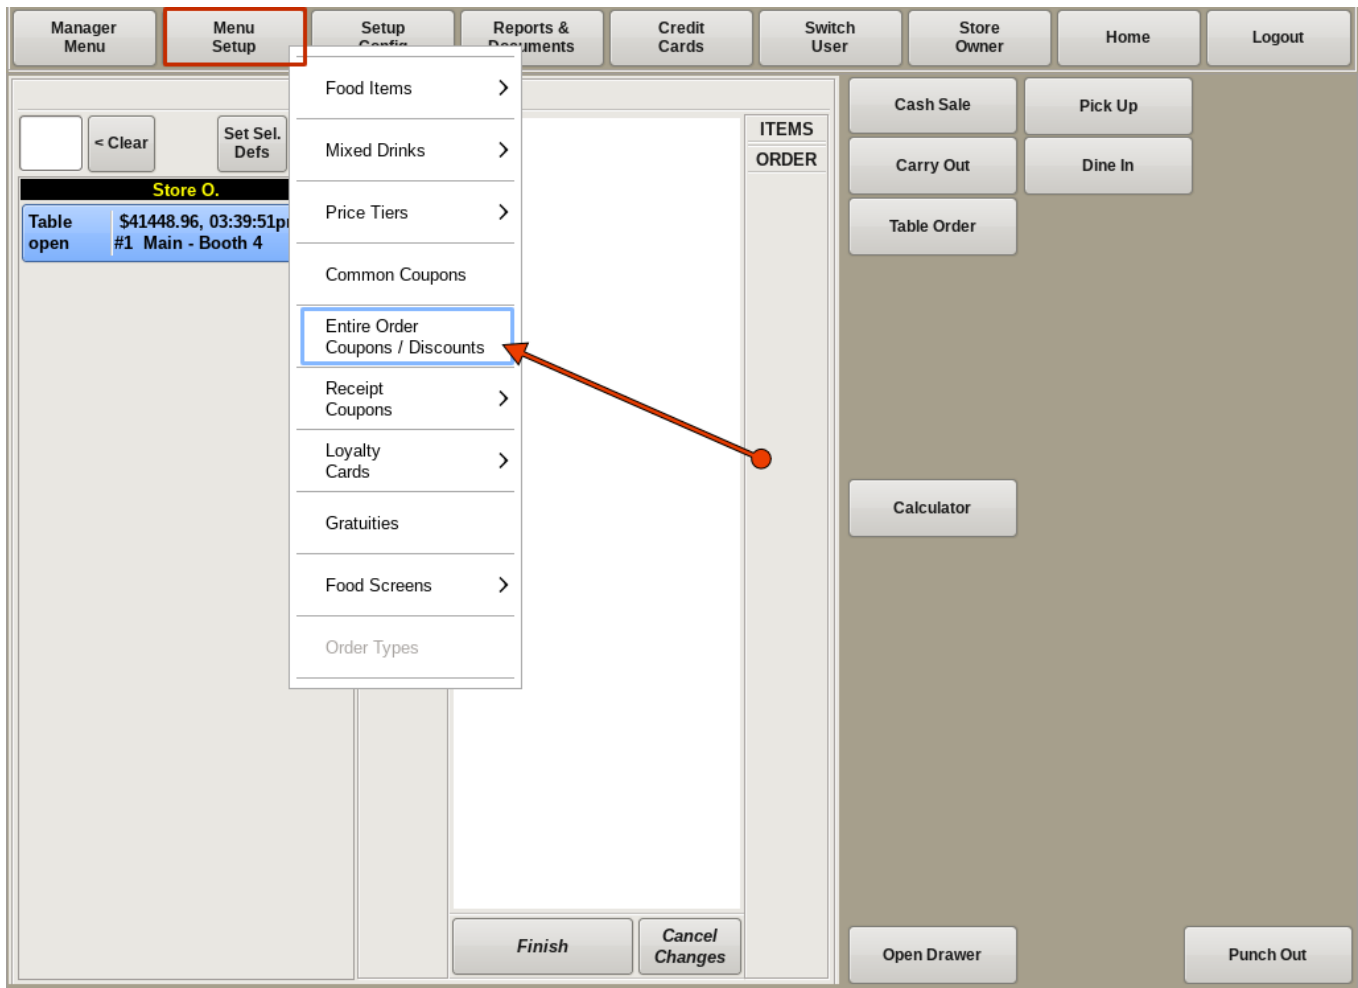 Manager
Menu
Menu
Setup
Setup
Config
Reports &
Documents
Credit
Cards
Switch
User
Store
Owner
Home
Logout
< Clear
Set Sel.
Defs
Store O.
Table
open
$41448.96, 03:39:51p
#1 Main - Booth 4
Food Items
Mixed Drinks
Price Tiers
Common Coupons
Entire Order
Coupons / Discounts
Receipt
Coupons
Loyalty
Cards
Gratuities
Food Screens
Order Types
ITEMS
ORDER
Finish
Cancel
Changes
Cash Sale
Pick Up
Carry Out
Dine In
Table Order
Calculator
Open Drawer
Punch Out